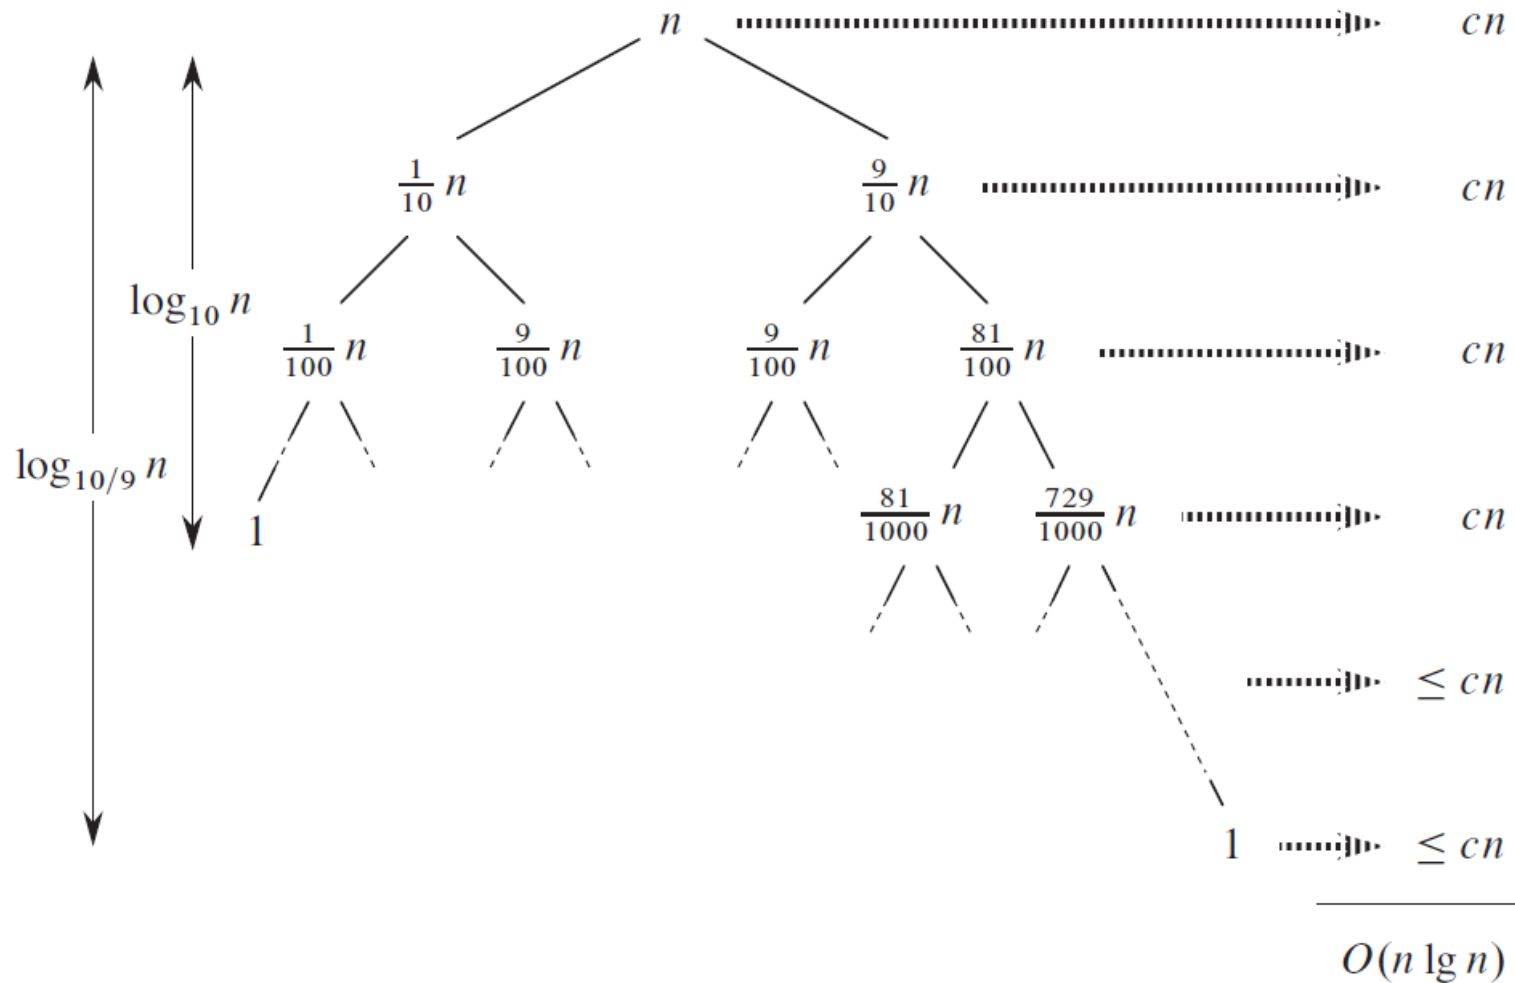 n cn
1/10 n 9/10 n cn
log₁₀ n
1/100 n 9/100 n 9/100 n 81/100 n cn
log₁₀/₉ n
1 81/1000 n 729/1000 n cn
≤ cn
1 ≤ cn
O(n lg n)